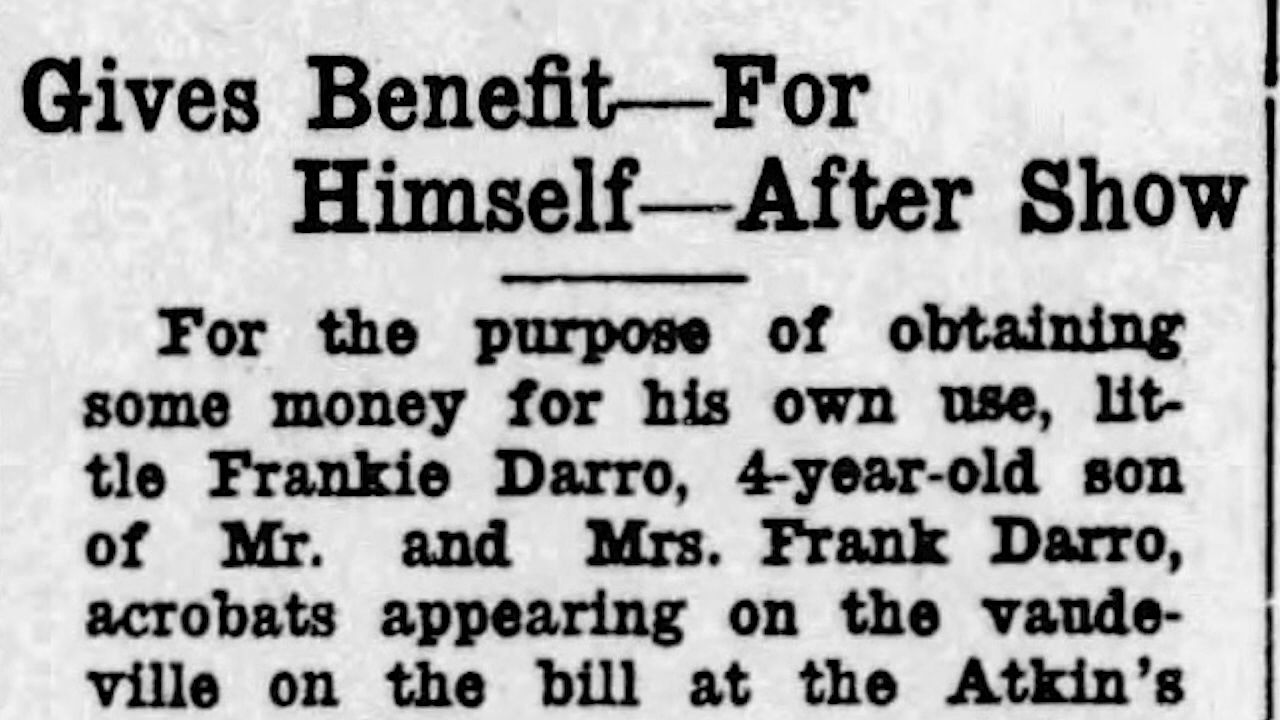 Gives Benefit—For
Himself—After Show
For the purpose of obtaining
some money for his own use, lit-
tle Frankie Darro, 4-year-old son
of Mr. and Mrs. Frank Darro,
acrobats appearing on the vaude-
ville on the bill at the Atkin's